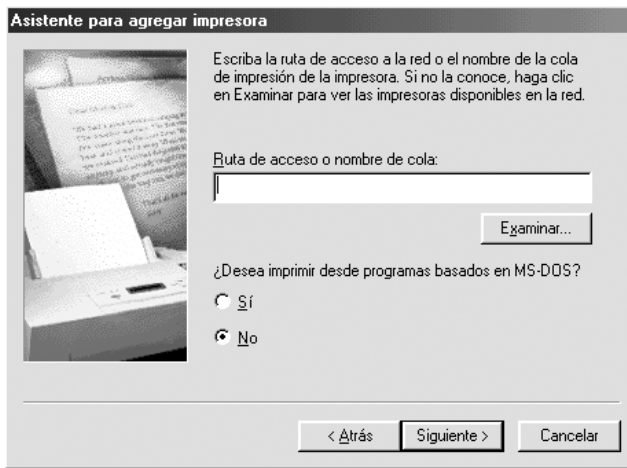 Asistente para agregar impresora
Escriba la ruta de acceso a la red o el nombre de la cola
de impresión de la impresora. Si no la conoce, haga clic
en Examinar para ver las impresoras disponibles en la red.
Ruta de acceso o nombre de cola:
Examinar...
¿Desea imprimir desde programas basados en MS-DOS?
Sí
No
< Atrás
Siguiente >
Cancelar